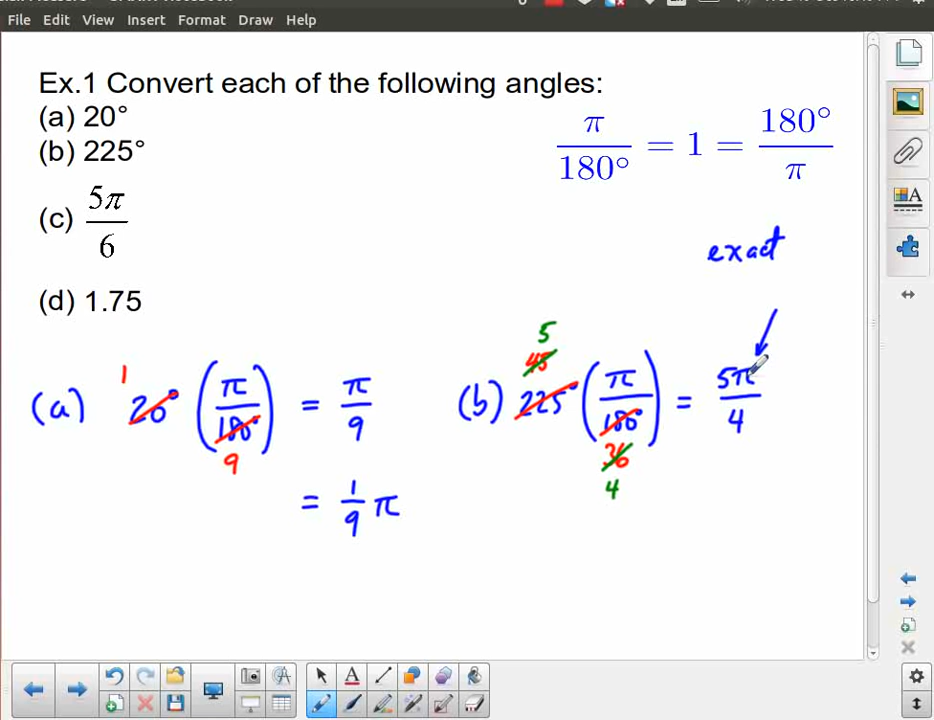 File Edit View Insert Format Draw Help
Ex.1 Convert each of the following angles:
(a) 20°
(b) 225°
π/180° = 1 = 180°/π
(c) 5π/6
exact
(d) 1.75
(a) 20° (π/180°) = π/9
1
9
= 1/9 π
(b) 225° (π/180°) = 5π/4
5
45
36
4